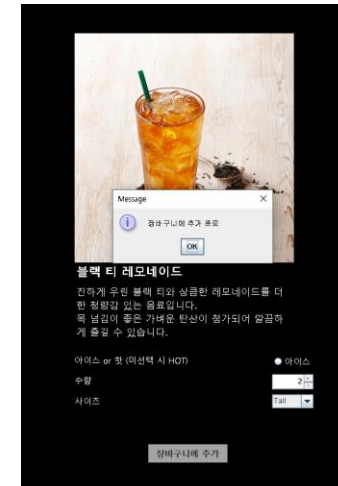 Message
장바구니에 추가 완료
OK
블랙 티 레모네이드
진하게 우린 블랙 티와 상큼한 레모네이드를 더
한 청량감 있는 음료입니다.
목 넘김이 좋은 가벼운 탄산이 첨가되어 깔끔하
게 즐길 수 있습니다.
아이스 or 핫 (미선택 시 HOT)
아이스
수량
2
사이즈
Tall
장바구니에 추가